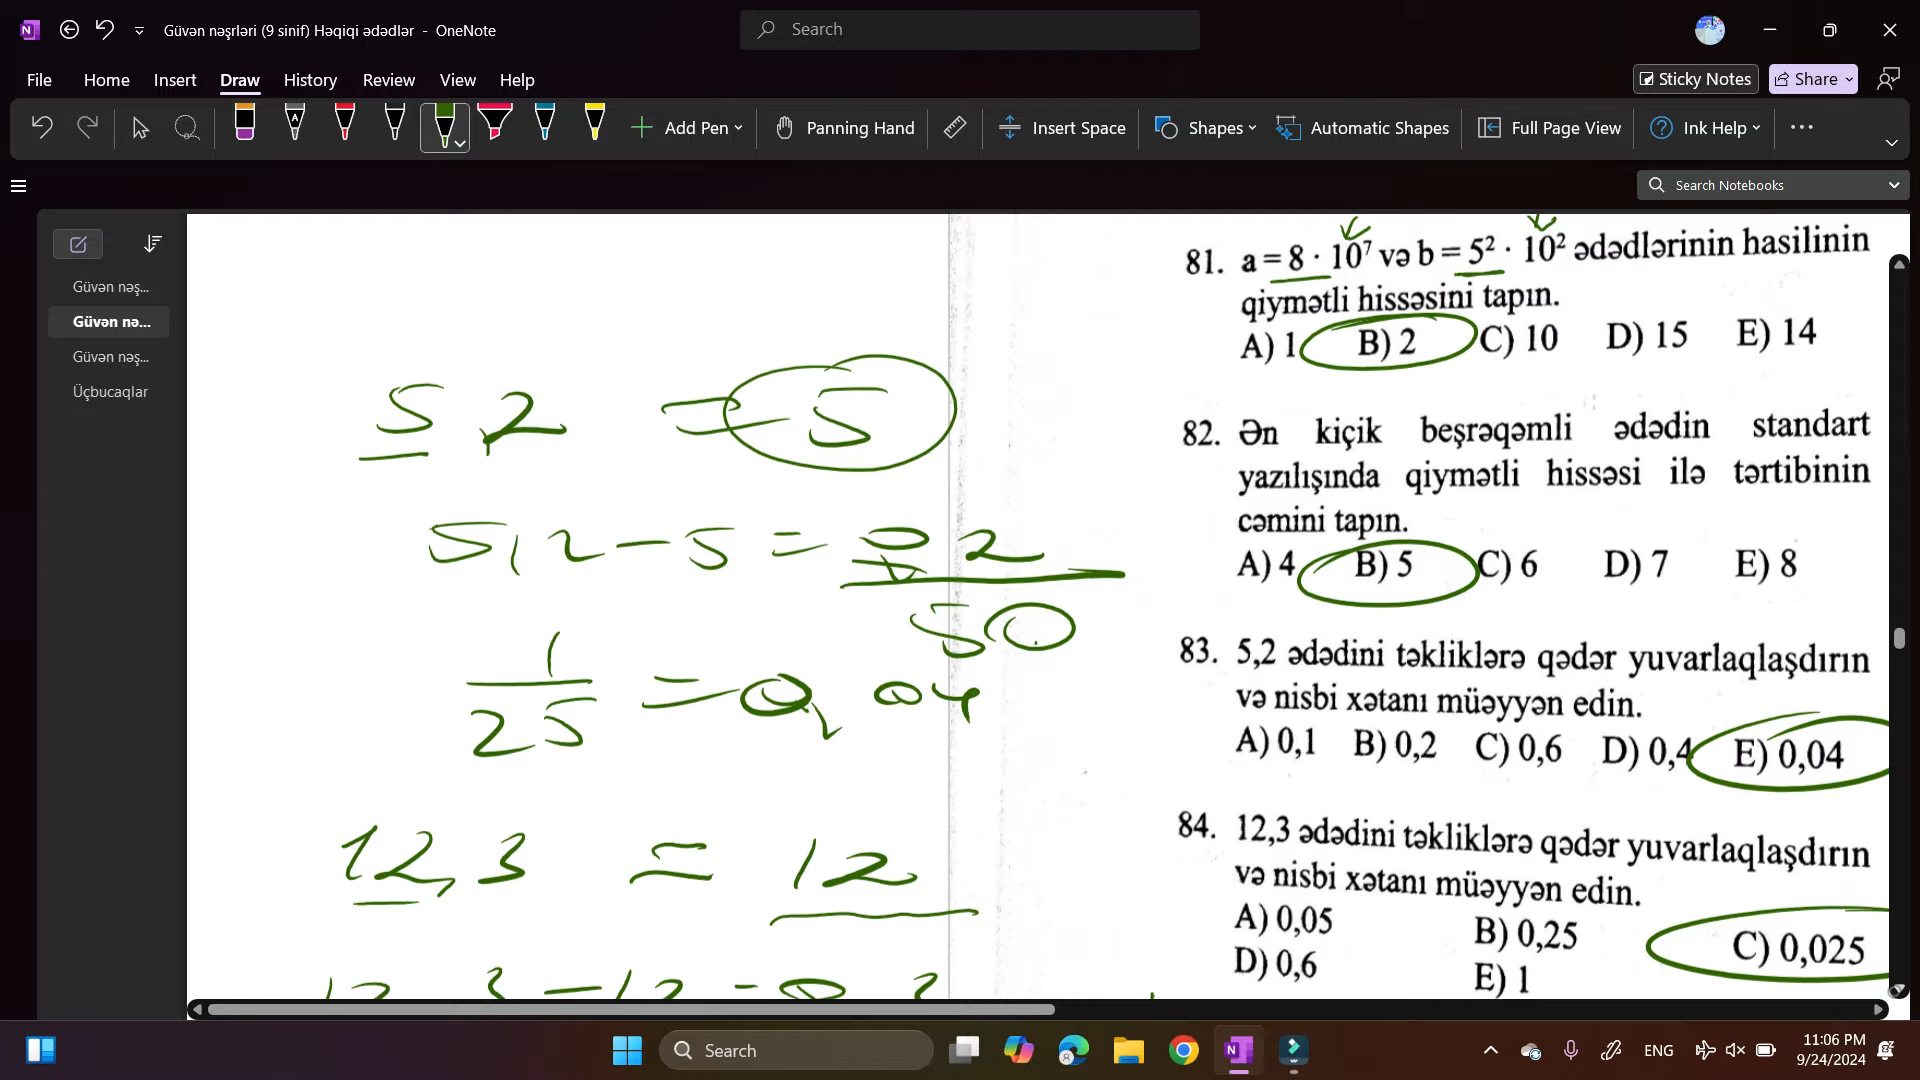 Güvən nəşrləri (9 sinif) Həqiqi ədədlər - OneNote
Search
File Home Insert Draw History Review View Help
Sticky Notes Share
Add Pen Panning Hand Insert Space Shapes Automatic Shapes Full Page View Ink Help
Search Notebooks
Güvən nəş...
Güvən nə...
Güvən nəş...
Üçbucaqlar
5,2 = 5
5,2 - 5 = 0,2
50
1
25
= 0,04
12,3 = 12
12,3 - 12 = 0,3
81. a = 8 · 10⁷ və b = 5² · 10² ədədlərinin hasilinin
qiymətli hissəsini tapın.
A) 1 B) 2 C) 10 D) 15 E) 14
82. Ən kiçik beşrəqəmli ədədin standart
yazılışında qiymətli hissəsi ilə tərtibinin
cəmini tapın.
A) 4 B) 5 C) 6 D) 7 E) 8
83. 5,2 ədədini təkliklərə qədər yuvarlaqlaşdırın
və nisbi xətanı müəyyən edin.
A) 0,1 B) 0,2 C) 0,6 D) 0,4 E) 0,04
84. 12,3 ədədini təkliklərə qədər yuvarlaqlaşdırın
və nisbi xətanı müəyyən edin.
A) 0,05 B) 0,25 C) 0,025
D) 0,6 E) 1
Search
ENG
11:06 PM
9/24/2024